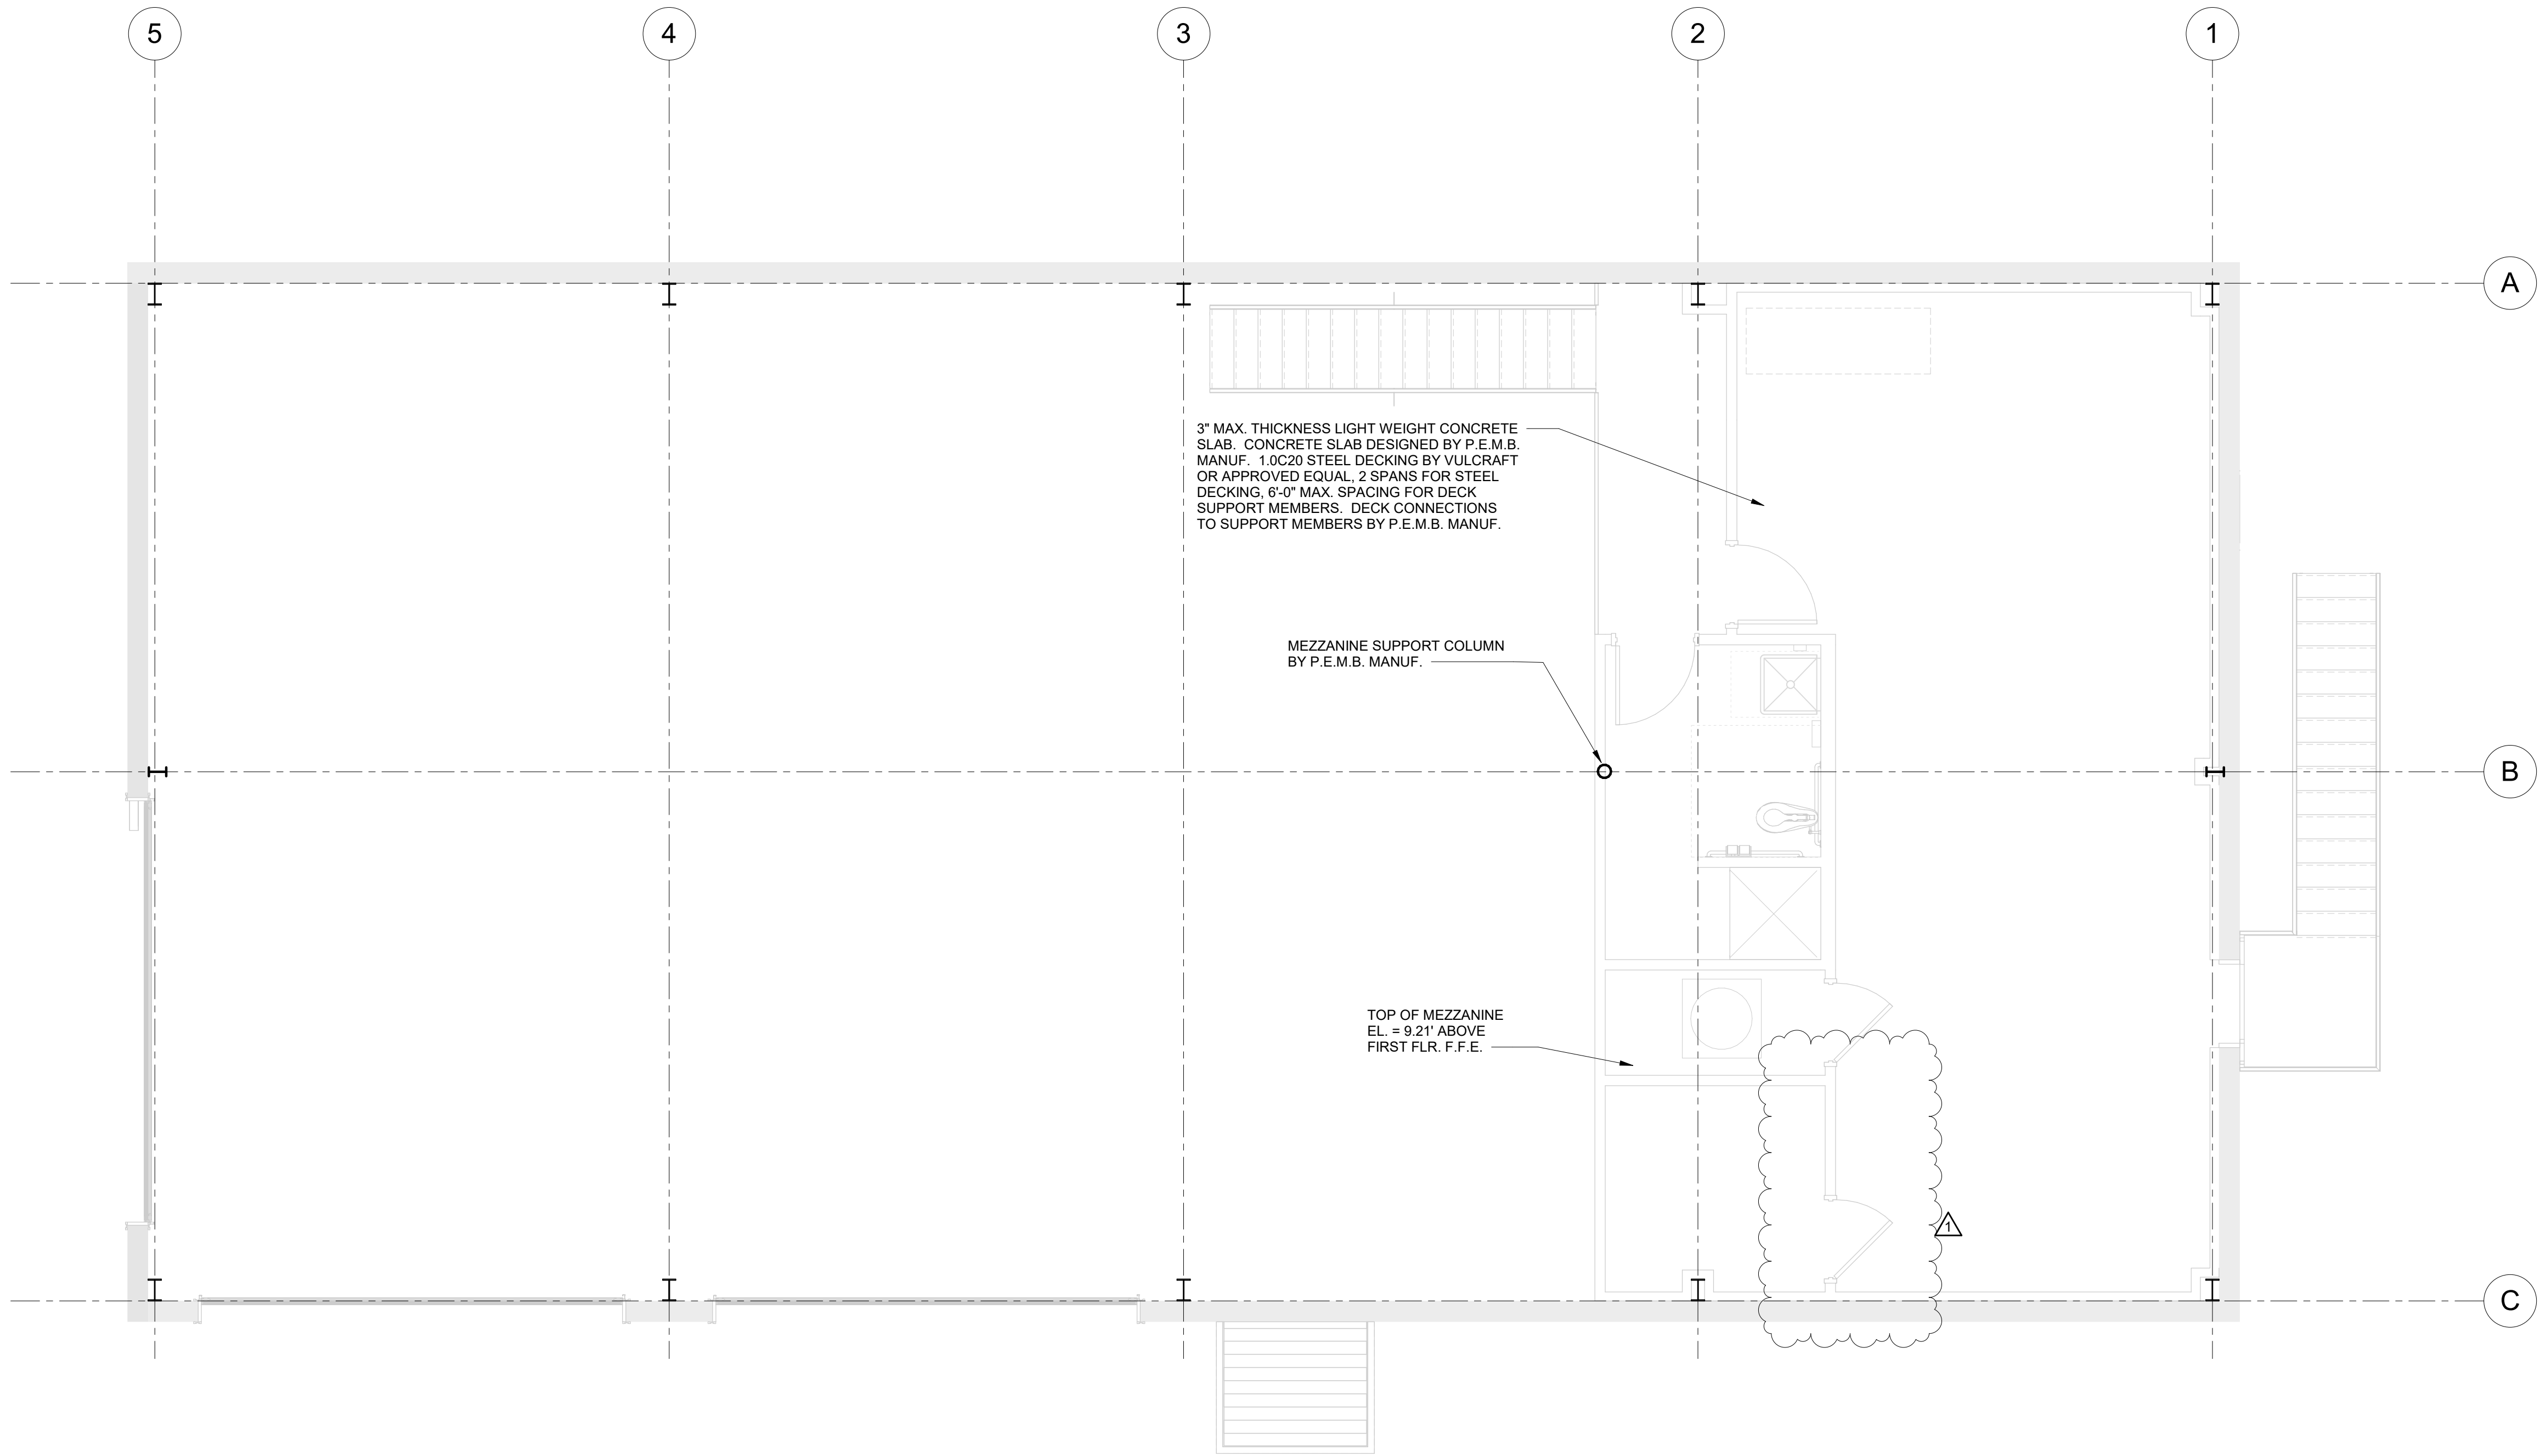 5
4
3
2
1
A
3" MAX. THICKNESS LIGHT WEIGHT CONCRETE
SLAB. CONCRETE SLAB DESIGNED BY P.E.M.B.
MANUF. 1.0C20 STEEL DECKING BY VULCRAFT
OR APPROVED EQUAL, 2 SPANS FOR STEEL
DECKING, 6'-0" MAX. SPACING FOR DECK
SUPPORT MEMBERS. DECK CONNECTIONS
TO SUPPORT MEMBERS BY P.E.M.B. MANUF.
MEZZANINE SUPPORT COLUMN
BY P.E.M.B. MANUF.
B
TOP OF MEZZANINE
EL. = 9.21' ABOVE
FIRST FLR. F.F.E.
1
C